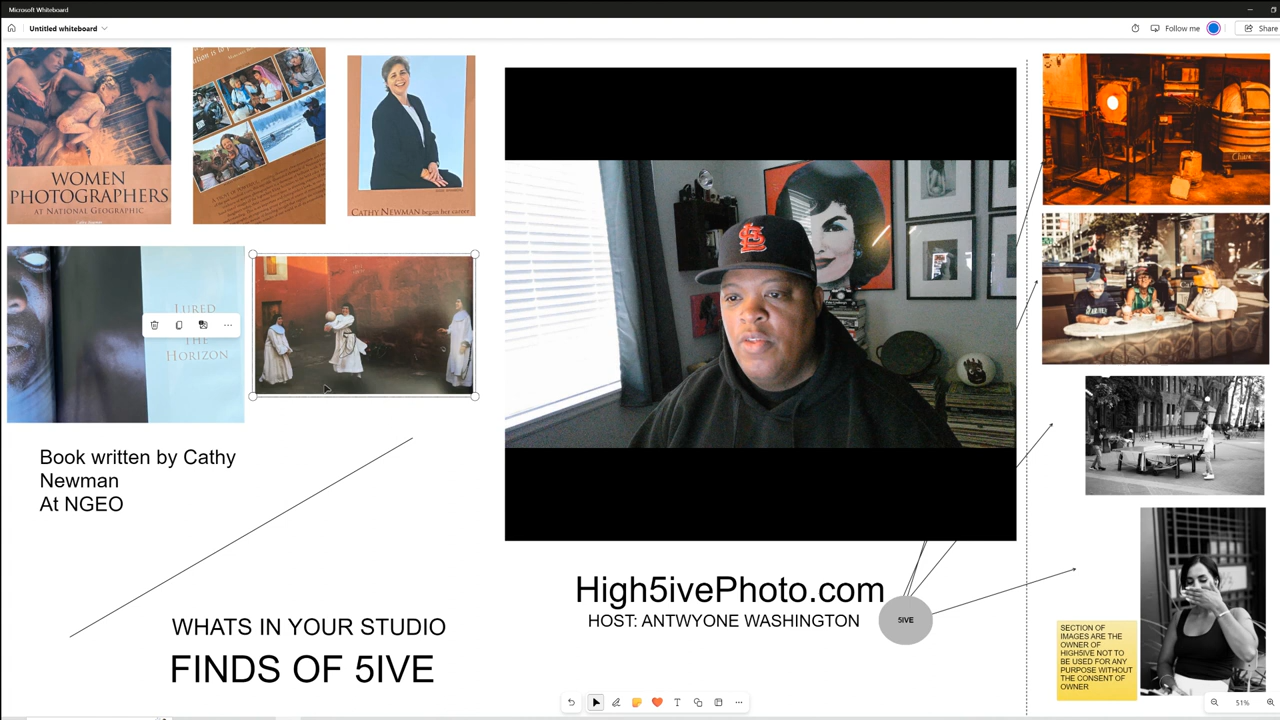 Microsoft Whiteboard
Untitled whiteboard
Follow me
Share
WOMEN
PHOTOGRAPHERS
AT NATIONAL GEOGRAPHIC
CATHY NEWMAN began her career
LURED
THE
HORIZON
Book written by Cathy
Newman
At NGEO
WHATS IN YOUR STUDIO
FINDS OF 5IVE
High5ivePhoto.com
HOST: ANTWYONE WASHINGTON
5IVE
SECTION OF
IMAGES ARE THE
OWNER OF
HIGH5IVE NOT TO
BE USED FOR ANY
PURPOSE WITHOUT
THE CONSENT OF
OWNER
51%